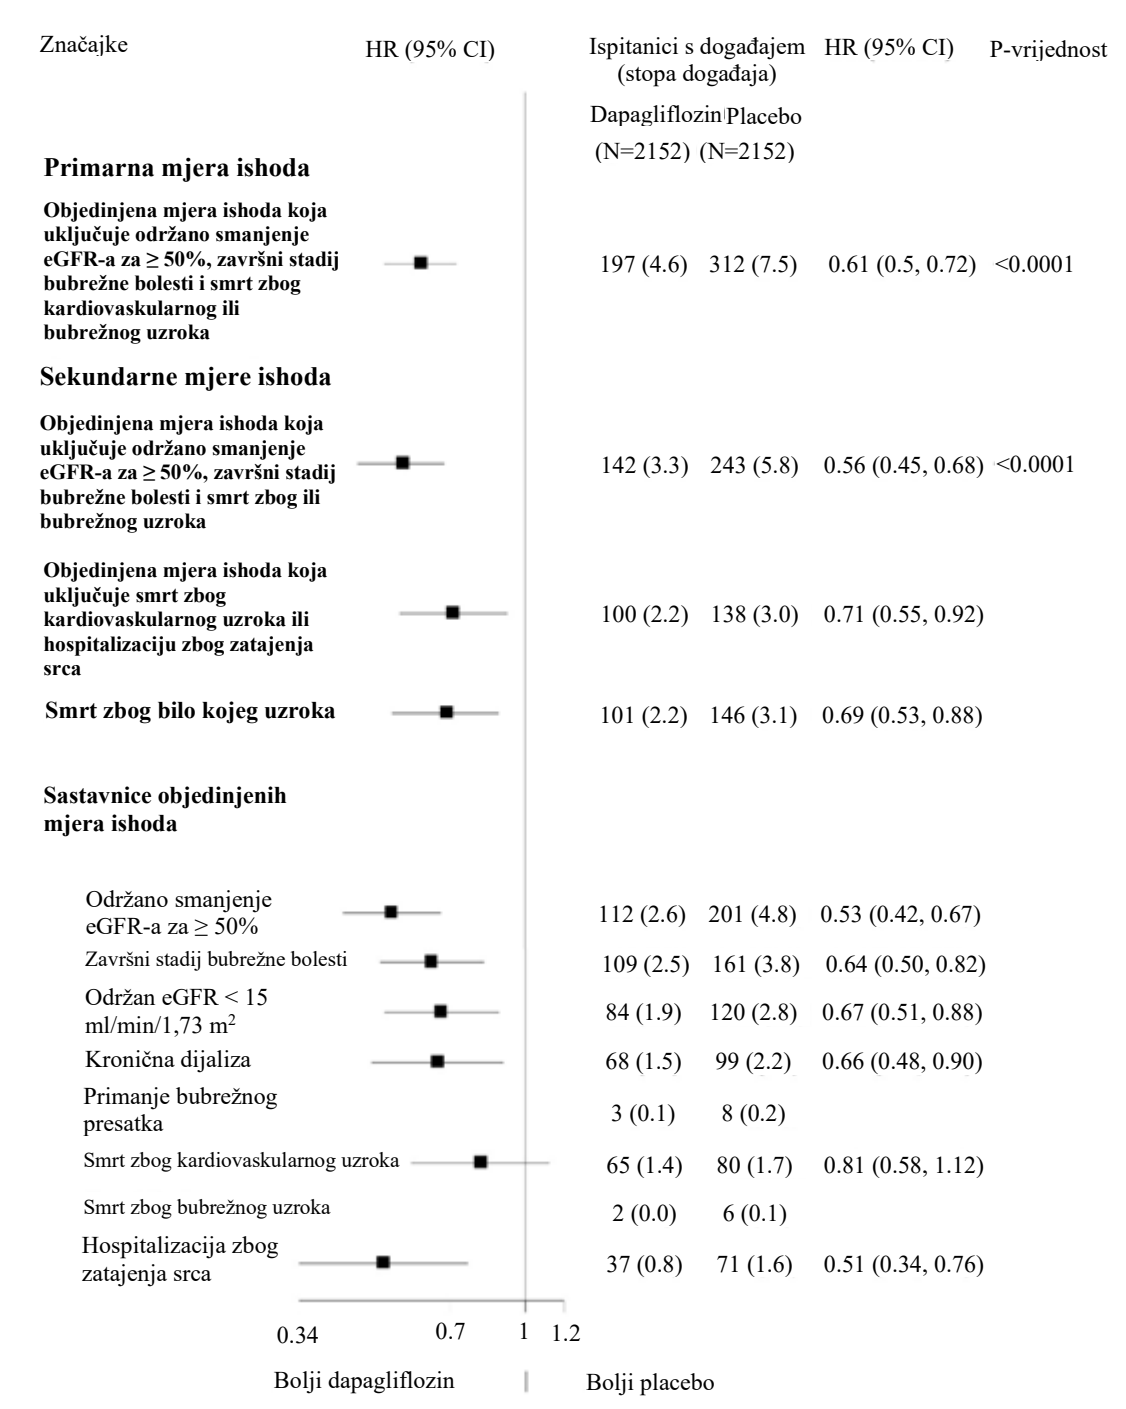 Značajke HR (95% CI) Ispitanici s događajem HR (95% CI) P-vrijednost
(stopa događaja)
Dapagliflozin Placebo
(N=2152) (N=2152)
Primarna mjera ishoda
Objedinjena mjera ishoda koja
uključuje održano smanjenje
eGFR-a za ≥ 50%, završni stadij
bubrežne bolesti i smrt zbog
kardiovaskularnog ili
bubrežnog uzroka
197 (4.6) 312 (7.5) 0.61 (0.5, 0.72) <0.0001
Sekundarne mjere ishoda
Objedinjena mjera ishoda koja
uključuje održano smanjenje
eGFR-a za ≥ 50%, završni stadij
bubrežne bolesti i smrt zbog ili
bubrežnog uzroka
142 (3.3) 243 (5.8) 0.56 (0.45, 0.68) <0.0001
Objedinjena mjera ishoda koja
uključuje smrt zbog
kardiovaskularnog uzroka ili
hospitalizaciju zbog zatajenja
srca
100 (2.2) 138 (3.0) 0.71 (0.55, 0.92)
Smrt zbog bilo kojeg uzroka 101 (2.2) 146 (3.1) 0.69 (0.53, 0.88)
Sastavnice objedinjenih
mjera ishoda
Održano smanjenje
eGFR-a za ≥ 50%
112 (2.6) 201 (4.8) 0.53 (0.42, 0.67)
Završni stadij bubrežne bolesti 109 (2.5) 161 (3.8) 0.64 (0.50, 0.82)
Održan eGFR < 15
ml/min/1,73 m²
84 (1.9) 120 (2.8) 0.67 (0.51, 0.88)
Kronična dijaliza 68 (1.5) 99 (2.2) 0.66 (0.48, 0.90)
Primanje bubrežnog
presatka
3 (0.1) 8 (0.2)
Smrt zbog kardiovaskularnog uzroka 65 (1.4) 80 (1.7) 0.81 (0.58, 1.12)
Smrt zbog bubrežnog uzroka 2 (0.0) 6 (0.1)
Hospitalizacija zbog
zatajenja srca
37 (0.8) 71 (1.6) 0.51 (0.34, 0.76)
0.34 0.7 1 1.2
Bolji dapagliflozin Bolji placebo